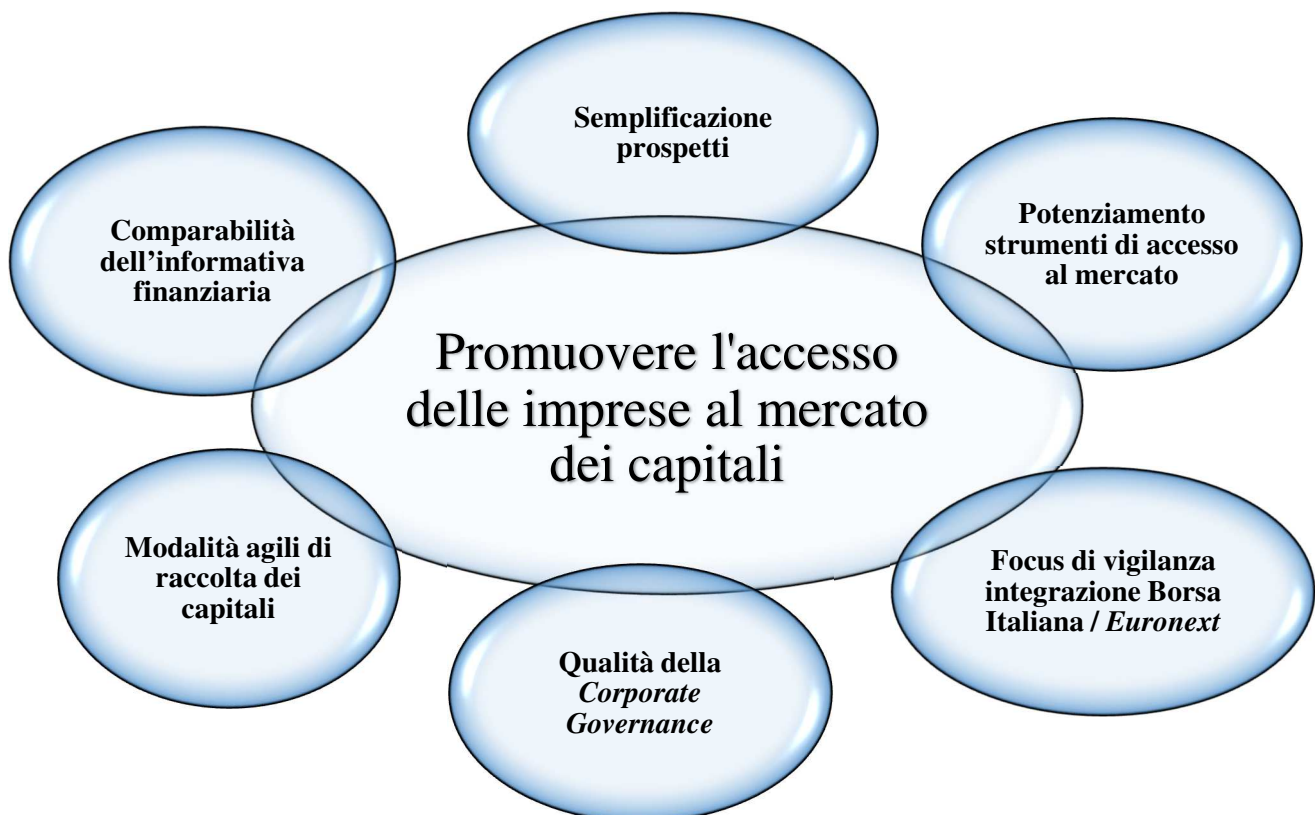 Semplificazione
prospetti
Potenziamento
strumenti di accesso
al mercato
Comparabilità
dell’informativa
finanziaria
Promuovere l'accesso
delle imprese al mercato
dei capitali
Modalità agili di
raccolta dei
capitali
Focus di vigilanza
integrazione Borsa
Italiana / Euronext
Qualità della
Corporate
Governance